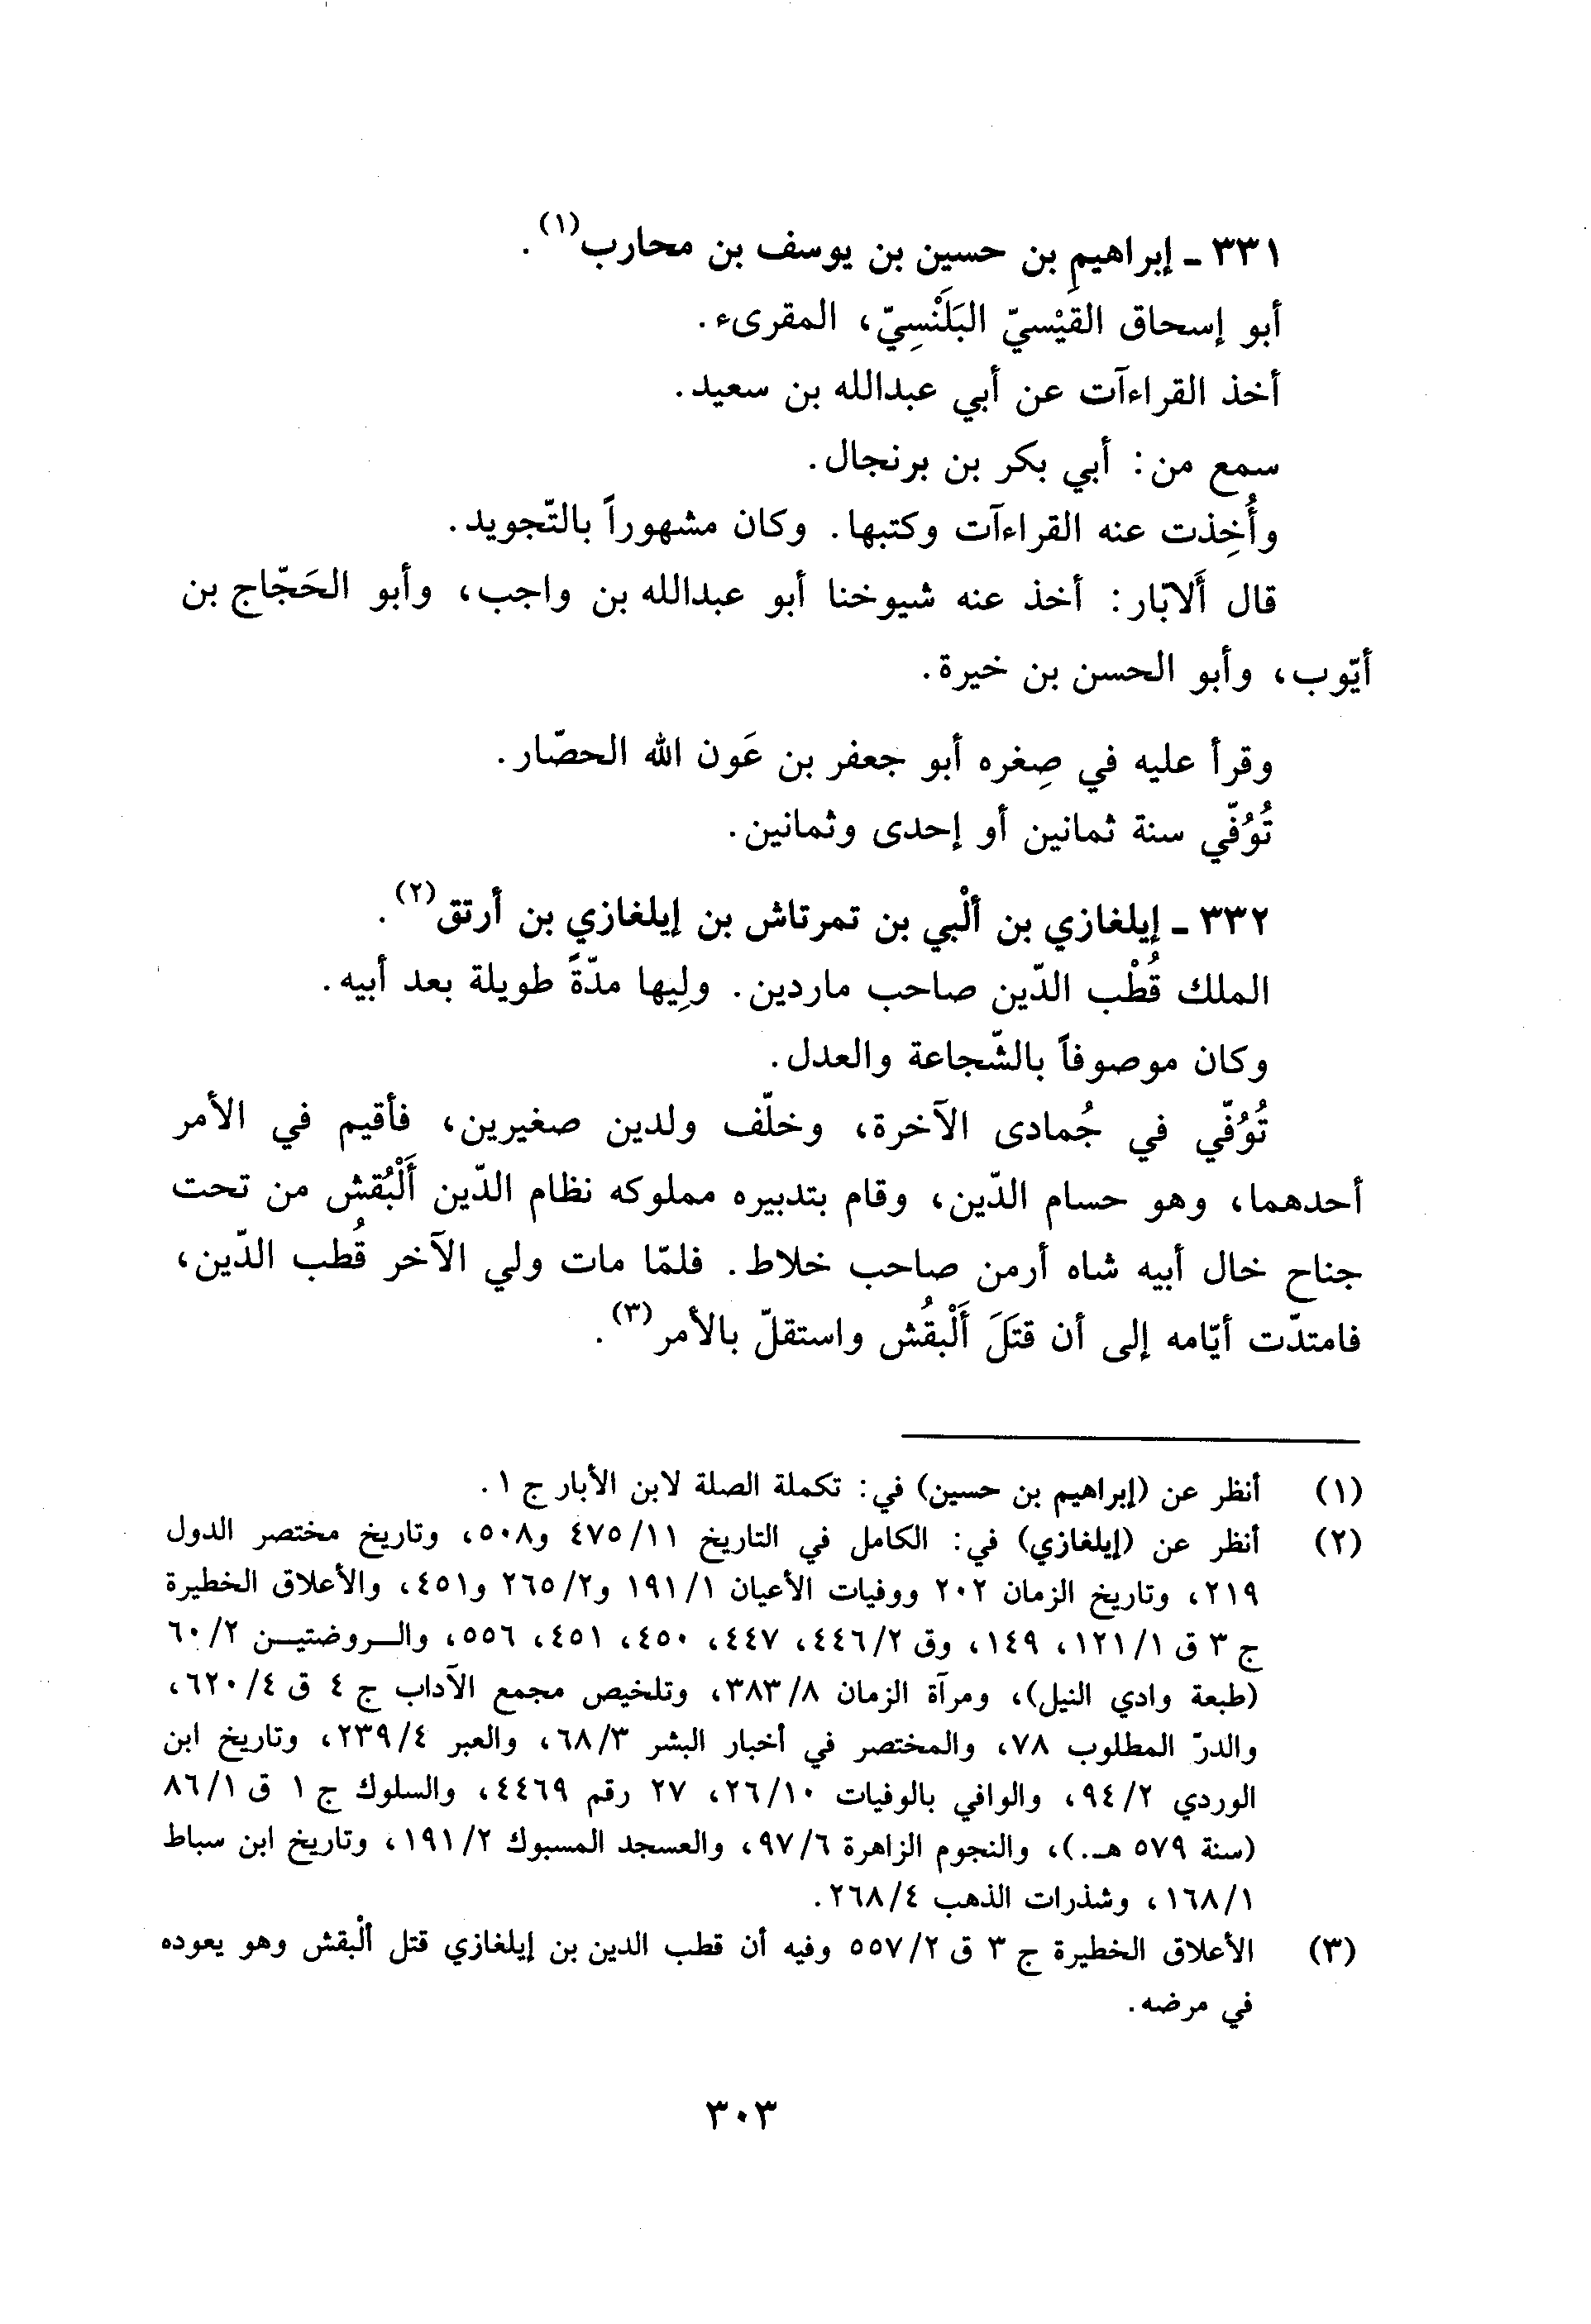 ٣٣١ ـ إبراهيم بن حسين بن يوسف بن محارب(١).
أبو إسحاق القَيْسيّ البَلَنْسِيّ، المقرىء.
أخذ القراءآت عن أبي عبدالله بن سعيد.
سمع من: أبي بكر بن برنجال.
وأُخِذت عنه القراءآت وكتبها. وكان مشهوراً بالتّجويد.
قال أَلابّار: أخذ عنه شيوخنا أبو عبدالله بن واجب، وأبو الحَجّاج بن
أيّوب، وأبو الحسن بن خيرة.
وقرأ عليه في صِغره أبو جعفر بن عَون الله الحصّار.
تُوُفّي سنة ثمانين أو إحدى وثمانين.
٣٣٢ ـ إيلغازي بن ألْبي بن تمرتاش بن إيلغازي بن أرتق(٢).
الملك قُطْب الدّين صاحب ماردين. ولِيها مدّةً طويلة بعد أبيه.
وكان موصوفاً بالشّجاعة والعدل.
تُوُفّي في جُمادى الآخرة، وخلّف ولدين صغيرين، فأقيم في الأمر
أحدهما، وهو حسام الدّين، وقام بتدبيره مملوكه نظام الدّين أَلْبُقش من تحت
جناح خال أبيه شاه أرمن صاحب خلاط. فلمّا مات ولي الآخر قُطب الدّين،
فامتدّت أيّامه إلى أن قتَلَ أَلْبقُش واستقلّ بالأمر(٣).
(١) أنظر عن (إبراهيم بن حسين) في: تكملة الصلة لابن الأبار ج ١.
(٢) أنظر عن (إيلغازي) في: الكامل في التاريخ ٤٧٥/١١ و٥٠٨، وتاريخ مختصر الدول
٢١٩، وتاريخ الزمان ٢٠٢ ووفيات الأعيان ١٩١/١ و٢٦٥/٢ و٤٥١، والأعلاق الخطيرة
ج ٣ ق ١٢١/١، ١٤٩، وق ٤٤٦/٢، ٤٤٧، ٤٥٠، ٤٥١، ٥٥٦، والـروضتيـن ٦٠/٢
(طبعة وادي النيل)، ومرآة الزمان ٣٨٣/٨، وتلخيص مجمع الآداب ج ٤ ق ٦٢٠/٤،
والدرّ المطلوب ٧٨، والمختصر في أخبار البشر ٦٨/٣، والعبر ٢٣٩/٤، وتاريخ ابن
الوردي ٩٤/٢، والوافي بالوفيات ٢٦/١٠، ٢٧ رقم ٤٤٦٩، والسلوك ج ١ ق ٨٦/١
(سنة ٥٧٩ هـ.)، والنجوم الزاهرة ٩٧/٦، والعسجد المسبوك ١٩١/٢، وتاريخ ابن سباط
١٦٨/١، وشذرات الذهب ٢٦٨/٤.
(٣) الأعلاق الخطيرة ج ٣ ق ٥٥٧/٢ وفيه أن قطب الدين بن إيلغازي قتل ألْبقش وهو يعوده
في مرضه.
٣٠٣